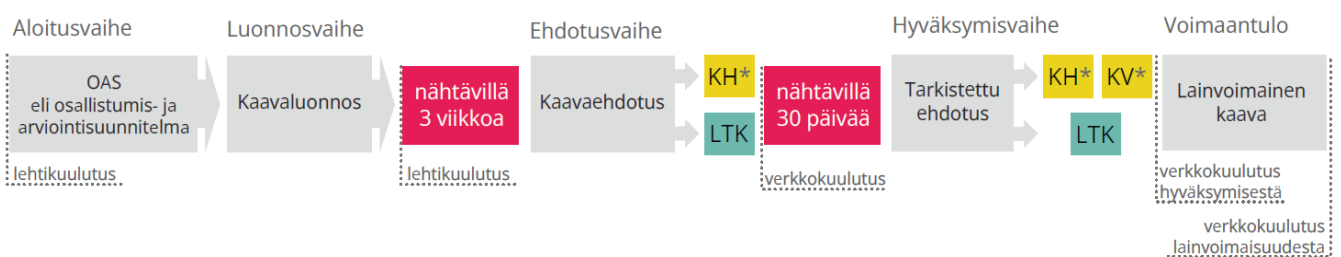 Aloitusvaihe
OAS
eli osallistumis- ja
arviointisuunnitelma
lehtikuulutus
Luonnosvaihe
Kaavaluonnos
nähtävillä
3 viikkoa
lehtikuulutus
Ehdotusvaihe
Kaavaehdotus
KH*
LTK
nähtävillä
30 päivää
verkkokuulutus
Hyväksymisvaihe
Tarkistettu
ehdotus
KH* KV*
LTK
Voimaantulo
Lainvoimainen
kaava
verkkokuulutus
hyväksymisestä
verkkokuulutus
lainvoimaisuudesta